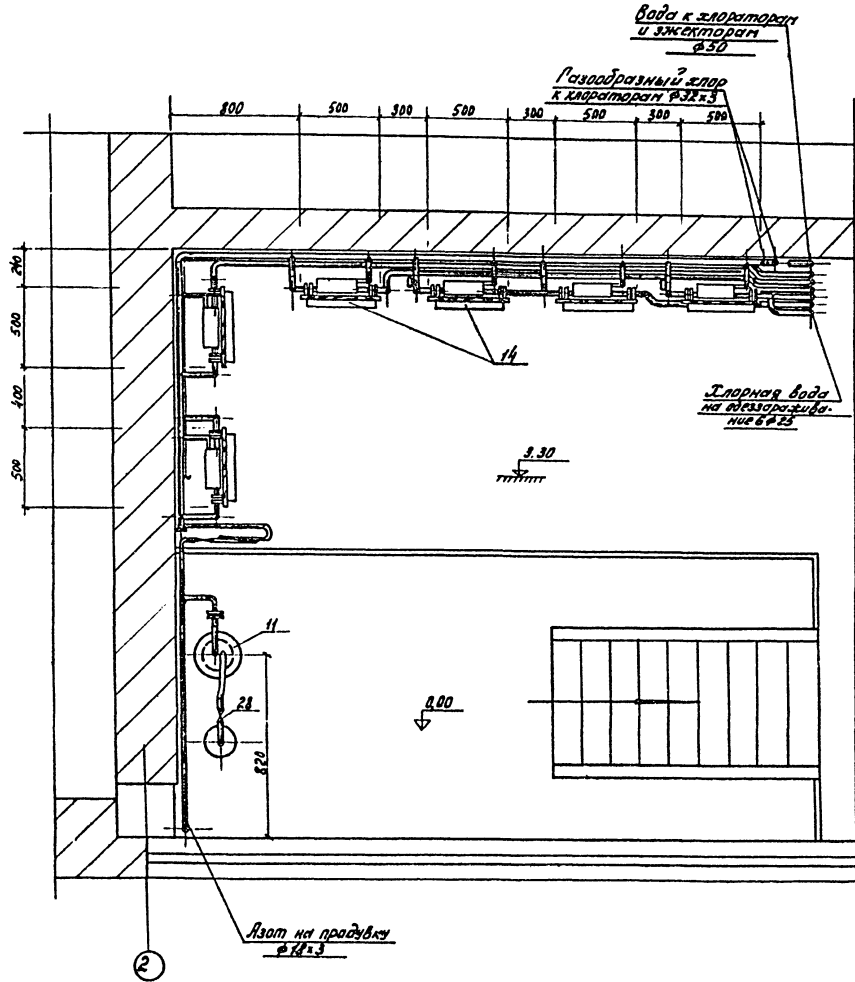 Вода к хлораторам
и эжекторам
ф50
Газообразный хлор
к хлораторам ф32х3
800
500
300
500
300
500
300
500
240
500
400
500
14
Хлорная вода
на обеззаражива-
ние 6ф25
3.30
11
28
0,00
820
Азот на продувку
ф18х3
2